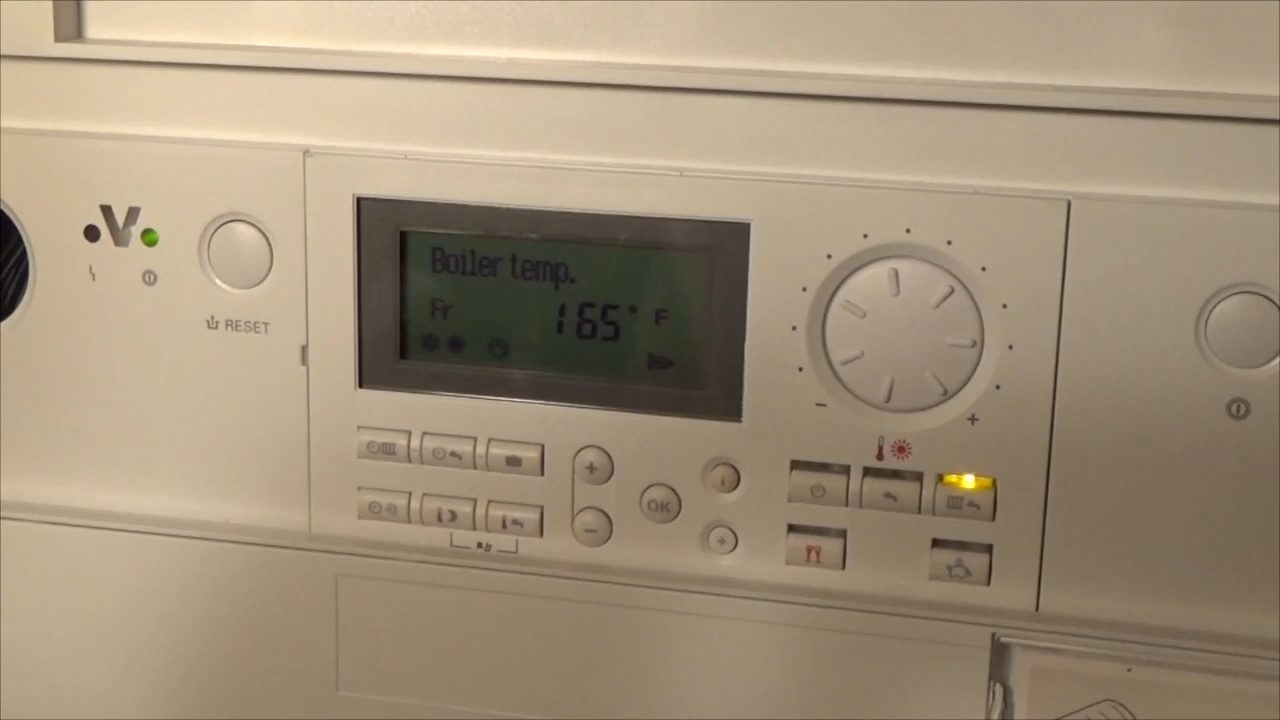 V
RESET
Boiler temp.
Fr 165° F
− +
+
i
OK
−
+